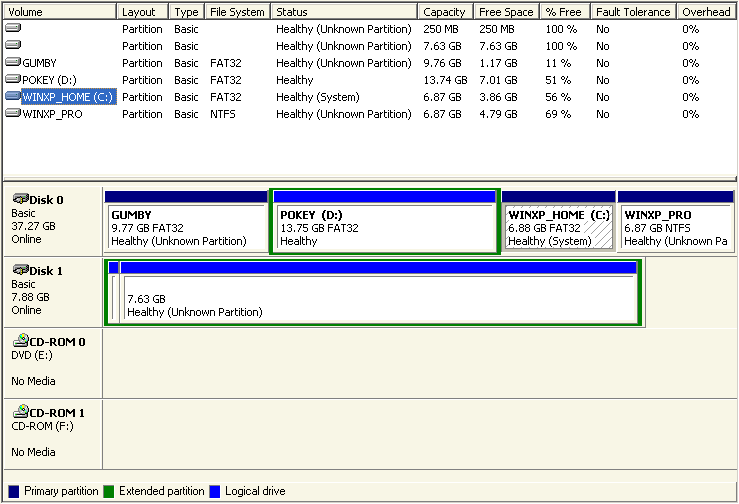 Volume Layout Type File System Status Capacity Free Space % Free Fault Tolerance Overhead
Partition Basic Healthy (Unknown Partition) 250 MB 250 MB 100 % No 0%
Partition Basic Healthy (Unknown Partition) 7.63 GB 7.63 GB 100 % No 0%
GUMBY Partition Basic FAT32 Healthy (Unknown Partition) 9.76 GB 1.17 GB 11 % No 0%
POKEY (D:) Partition Basic FAT32 Healthy 13.74 GB 7.01 GB 51 % No 0%
WINXP_HOME (C:) Partition Basic FAT32 Healthy (System) 6.87 GB 3.86 GB 56 % No 0%
WINXP_PRO Partition Basic NTFS Healthy (Unknown Partition) 6.87 GB 4.79 GB 69 % No 0%
Disk 0
Basic
37.27 GB
Online
GUMBY
9.77 GB FAT32
Healthy (Unknown Partition)
POKEY (D:)
13.75 GB FAT32
Healthy
WINXP_HOME (C:)
6.88 GB FAT32
Healthy (System)
WINXP_PRO
6.87 GB NTFS
Healthy (Unknown Pa
Disk 1
Basic
7.88 GB
Online
7.63 GB
Healthy (Unknown Partition)
CD-ROM 0
DVD (E:)
No Media
CD-ROM 1
CD-ROM (F:)
No Media
Primary partition Extended partition Logical drive